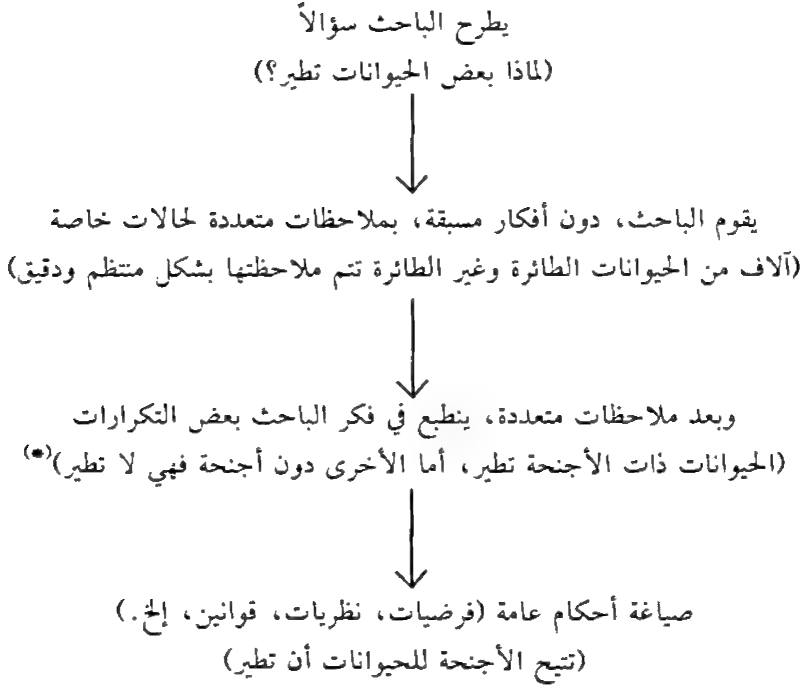 يطرح الباحث سؤالاً
(لماذا بعض الحيوانات تطير؟)
يقوم الباحث، دون أفكار مسبقة، بملاحظات متعددة لحالات خاصة
(آلاف من الحيوانات الطائرة وغير الطائرة تتم ملاحظتها بشكل منتظم ودقيق)
وبعد ملاحظات متعددة، ينطبع في فكر الباحث بعض التكرارات
(الحيوانات ذات الأجنحة تطير، أما الأخرى دون أجنحة فهي لا تطير)(*)
صياغة أحكام عامة (فرضيات، نظريات، قوانين، إلخ.)
(تتيح الأجنحة للحيوانات أن تطير)